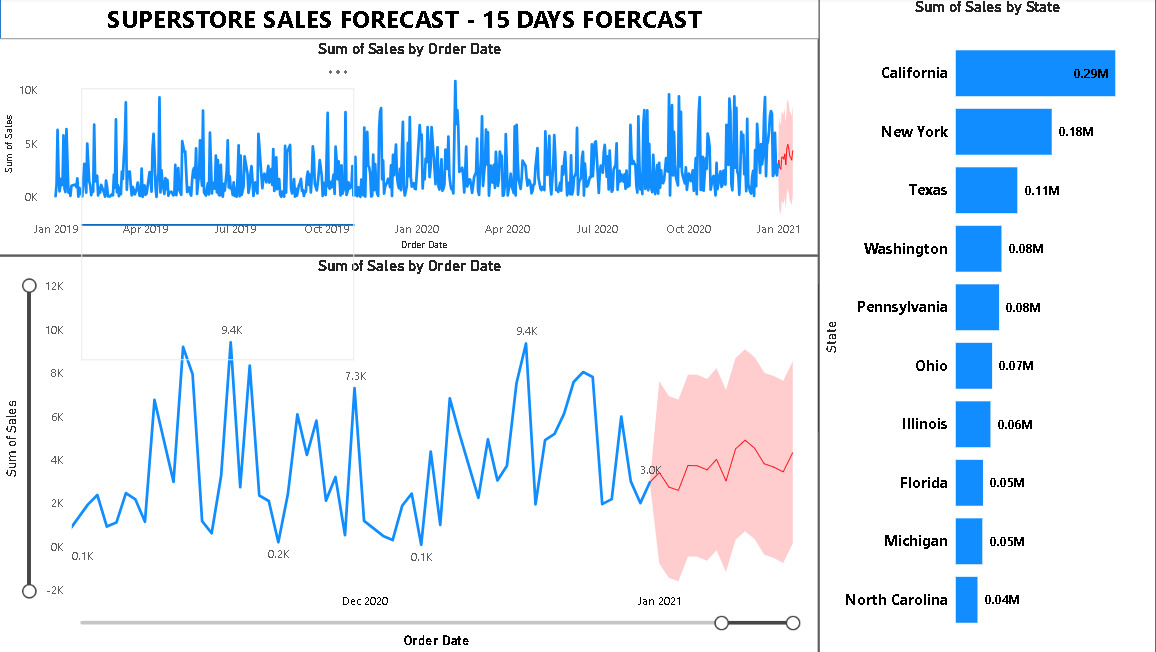 SUPERSTORE SALES FORECAST - 15 DAYS FOERCAST
Sum of Sales by Order Date
10K
5K
0K
Sum of Sales
Jan 2019 Apr 2019 Jul 2019 Oct 2019 Jan 2020 Apr 2020 Jul 2020 Oct 2020 Jan 2021
Order Date
Sum of Sales by Order Date
12K
10K
8K
6K
4K
2K
0K
-2K
Sum of Sales
9.4K
9.4K
7.3K
3.0K
0.1K
0.2K
0.1K
Dec 2020 Jan 2021
Order Date
Sum of Sales by State
State
California 0.29M
New York 0.18M
Texas 0.11M
Washington 0.08M
Pennsylvania 0.08M
Ohio 0.07M
Illinois 0.06M
Florida 0.05M
Michigan 0.05M
North Carolina 0.04M